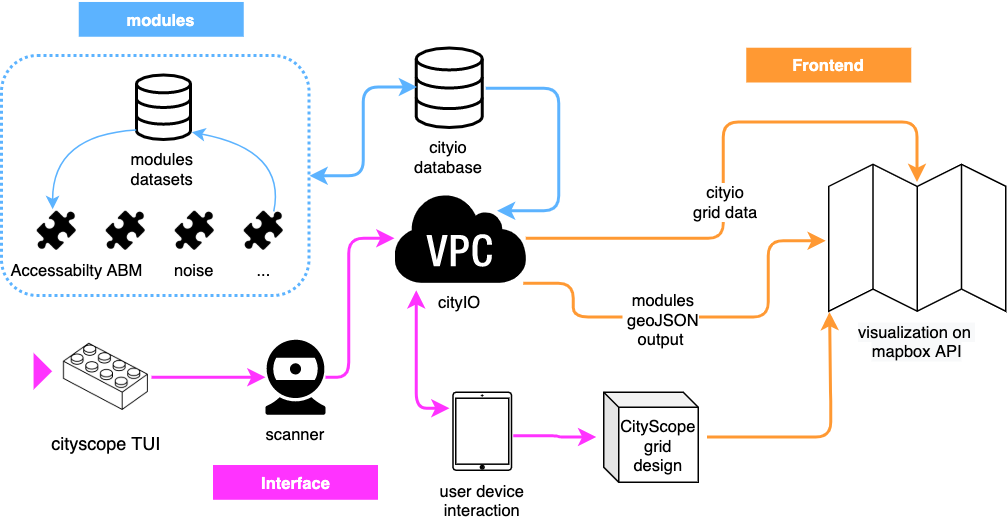 modules
Frontend
modules
datasets
cityio
database
Accessabilty ABM
noise
...
VPC
cityIO
cityio
grid data
modules
geoJSON
output
visualization on
mapbox API
cityscope TUI
scanner
Interface
user device
interaction
CityScope
grid
design